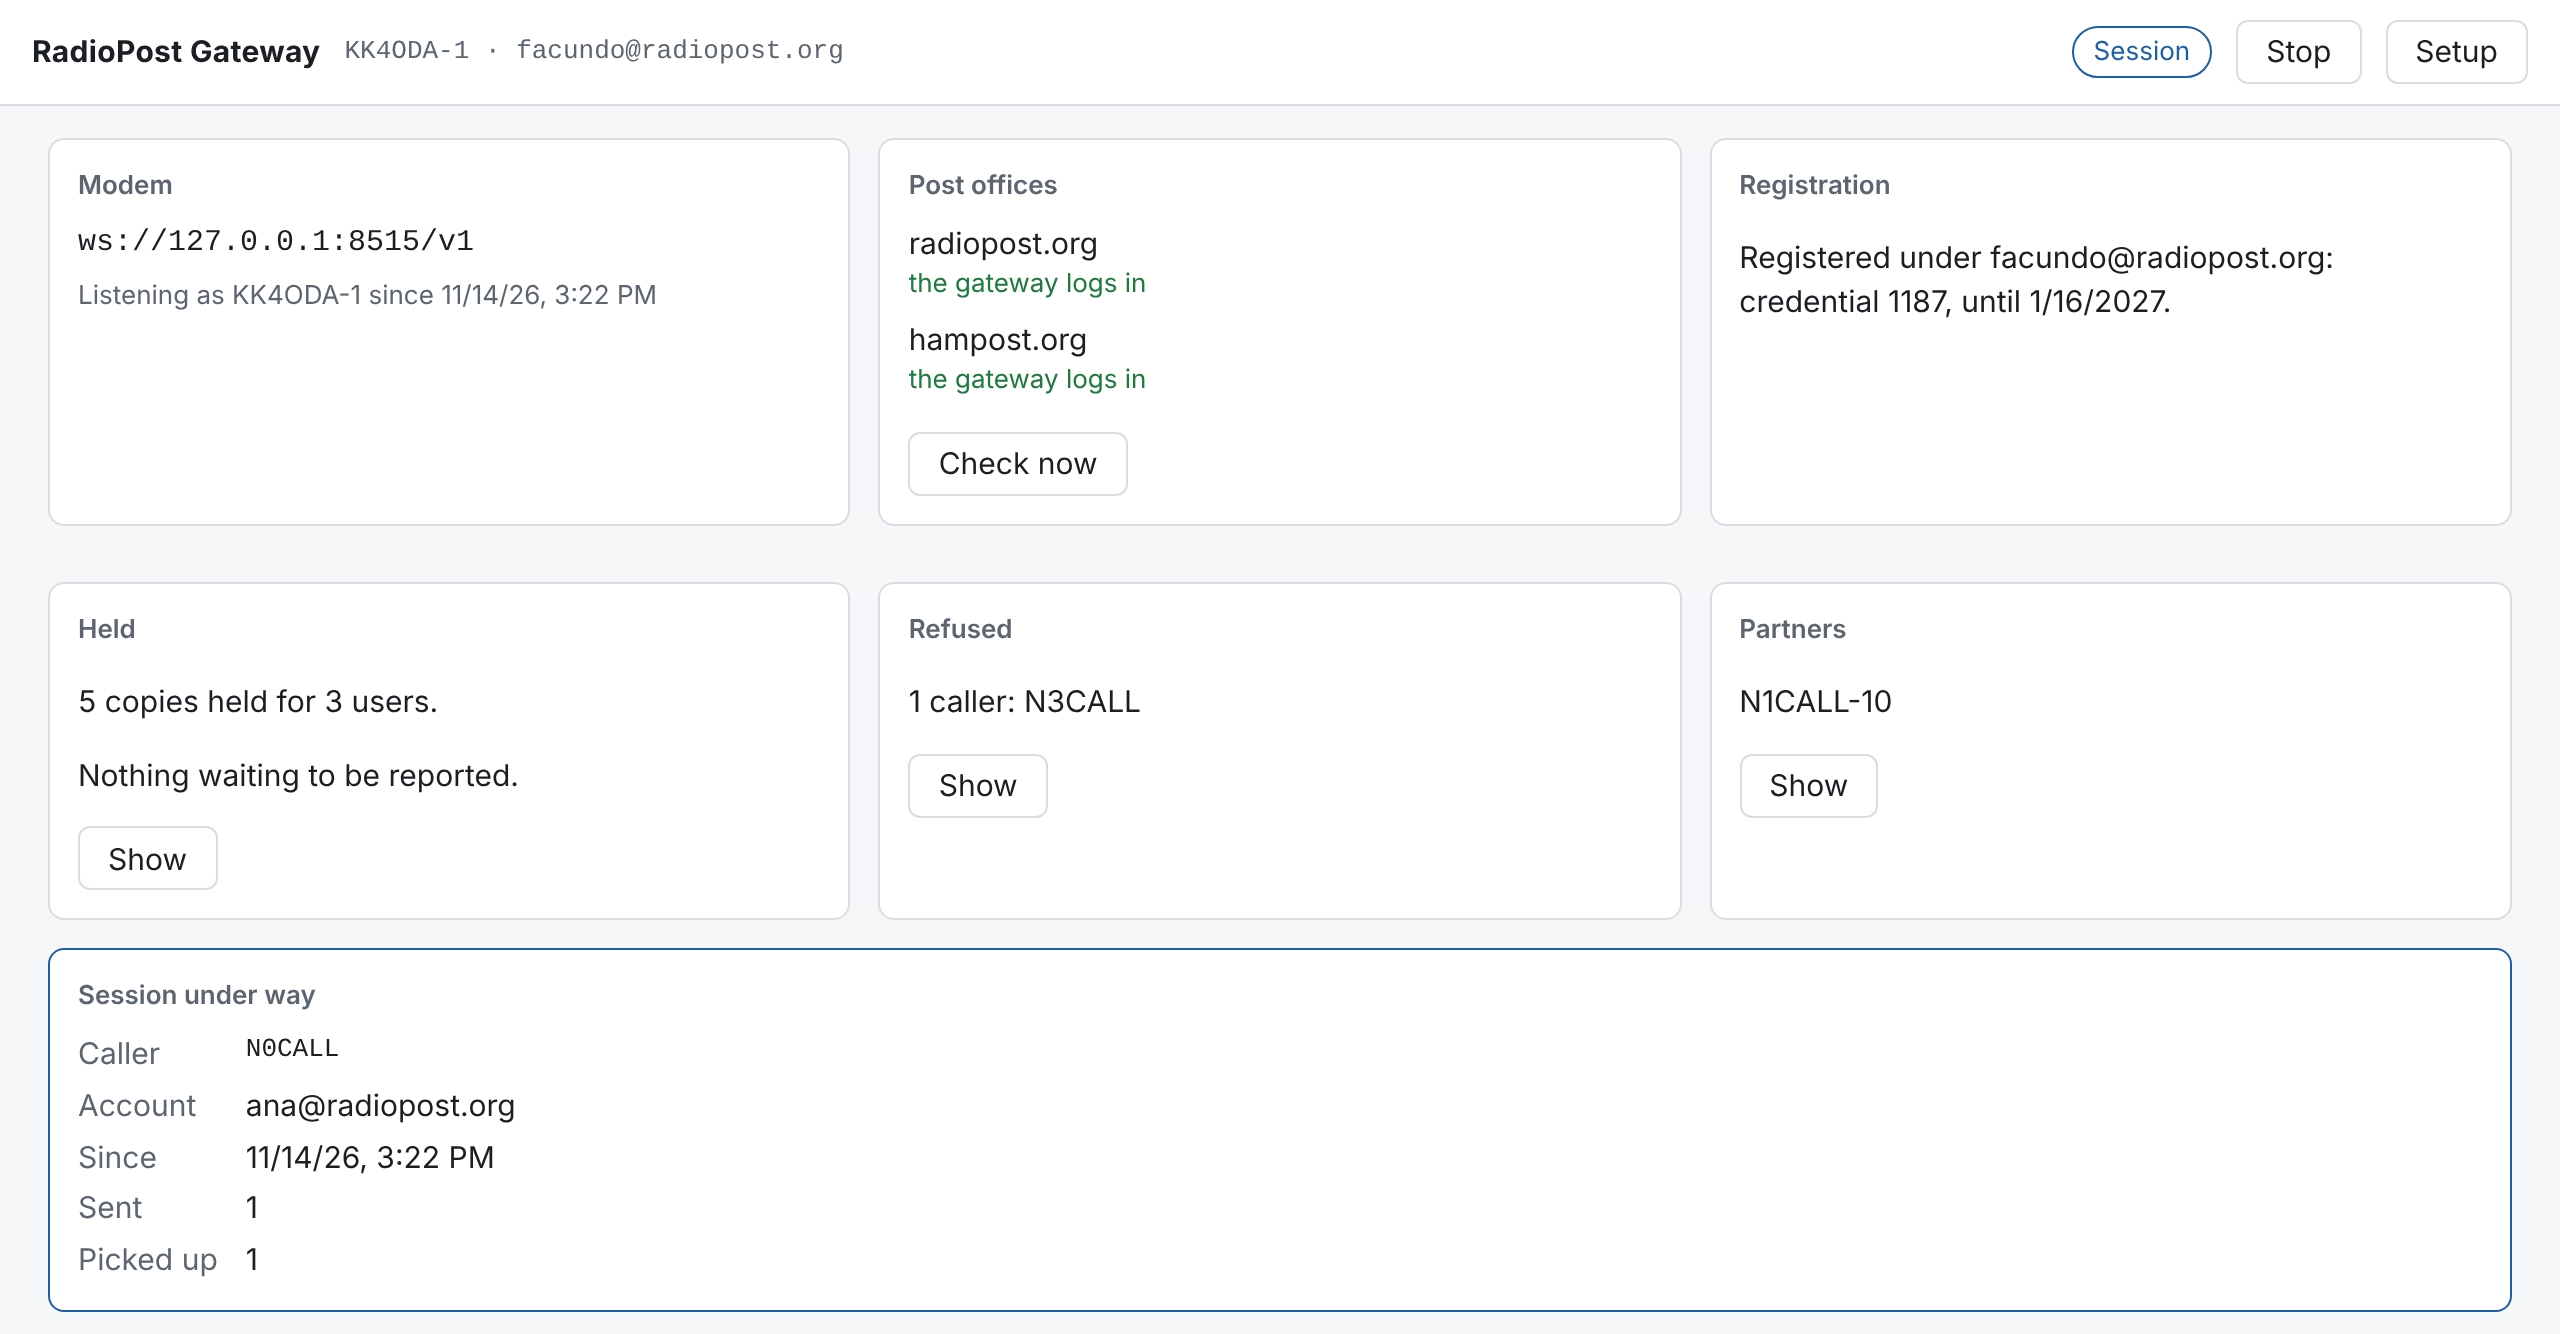 RadioPost Gateway KK4ODA-1 · facundo@radiopost.org Session Stop Setup
Modem
ws://127.0.0.1:8515/v1
Listening as KK4ODA-1 since 11/14/26, 3:22 PM
Post offices
radiopost.org
the gateway logs in
hampost.org
the gateway logs in
Check now
Registration
Registered under facundo@radiopost.org:
credential 1187, until 1/16/2027.
Held
5 copies held for 3 users.
Nothing waiting to be reported.
Show
Refused
1 caller: N3CALL
Show
Partners
N1CALL-10
Show
Session under way
Caller N0CALL
Account ana@radiopost.org
Since 11/14/26, 3:22 PM
Sent 1
Picked up 1